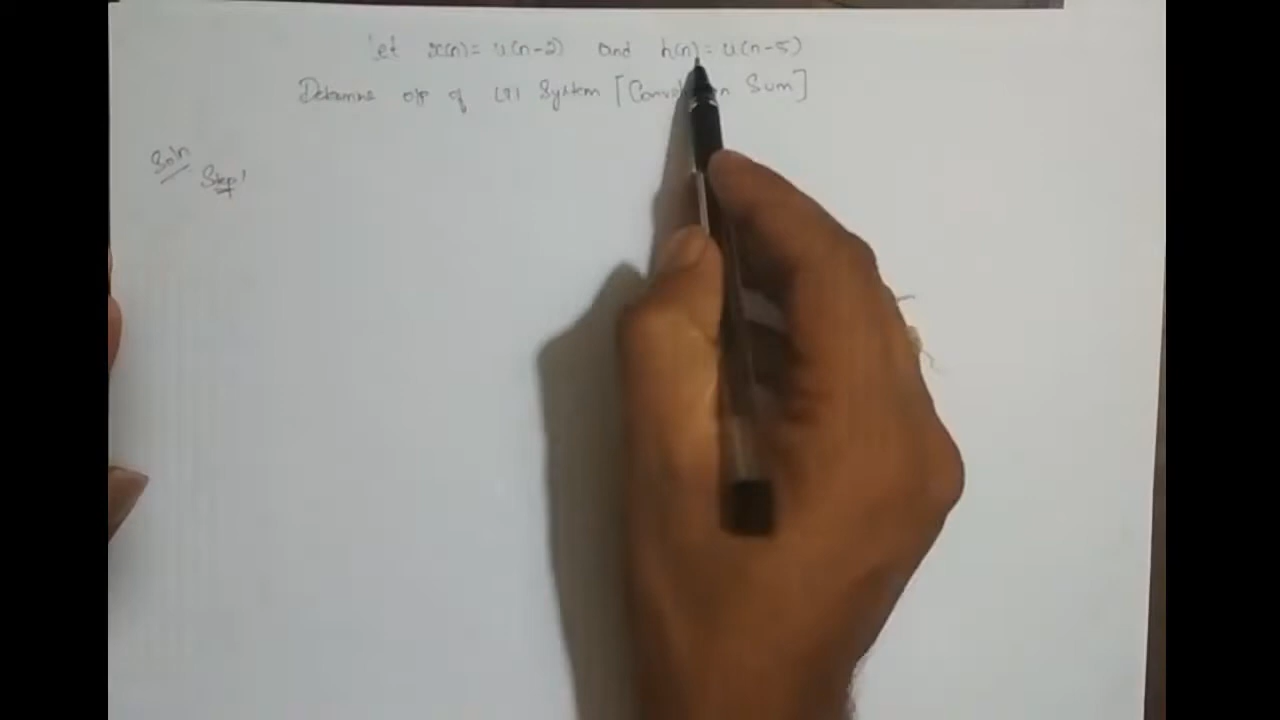 Let x(n) = u(n-2) and h(n) = u(n-5)
Determine o/p of LTI System [Convolution Sum]
Soln
Step 1